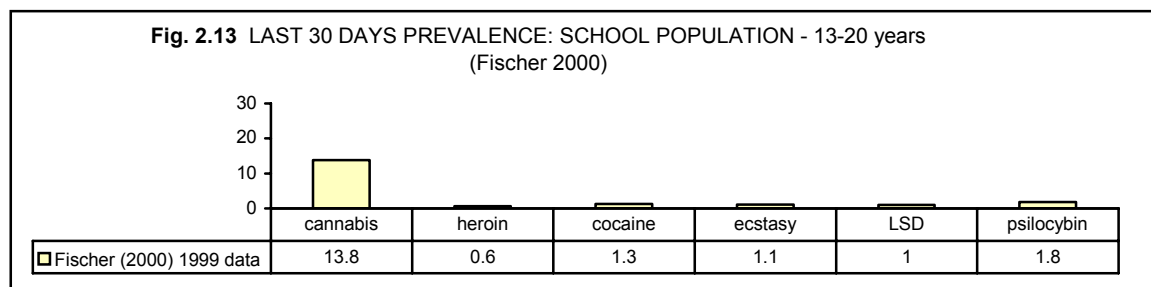 Fig. 2.13 LAST 30 DAYS PREVALENCE: SCHOOL POPULATION - 13-20 years
(Fischer 2000)
30
20
10
0
cannabis heroin cocaine ecstasy LSD psilocybin
Fischer (2000) 1999 data 13.8 0.6 1.3 1.1 1 1.8